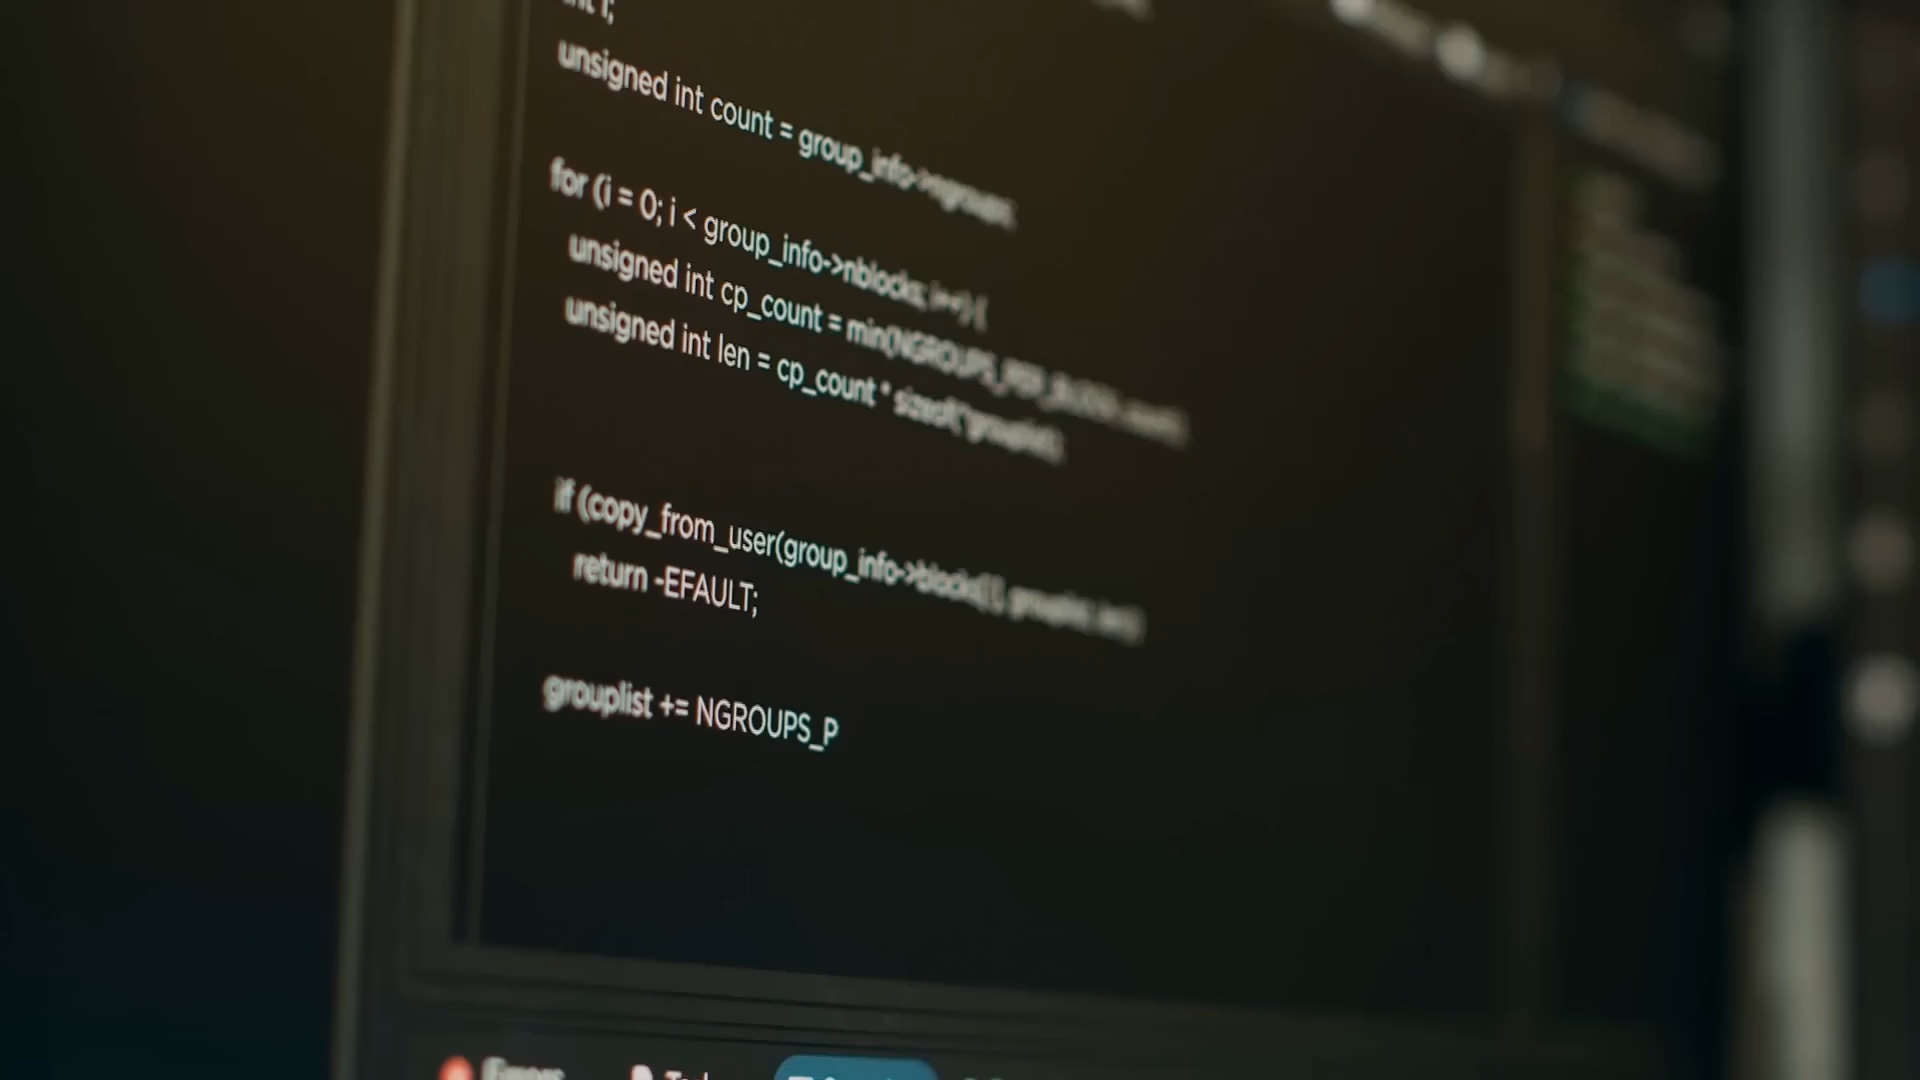 int i;
unsigned int count = group_info->ngroups;
for (i = 0; i < group_info->nblocks; i++) {
unsigned int cp_count = min(NGROUPS_PER_BLOCK, count);
unsigned int len = cp_count * sizeof(*grouplist);
if (copy_from_user(group_info->blocks[i], grouplist, len))
return -EFAULT;
grouplist += NGROUPS_P
Errors